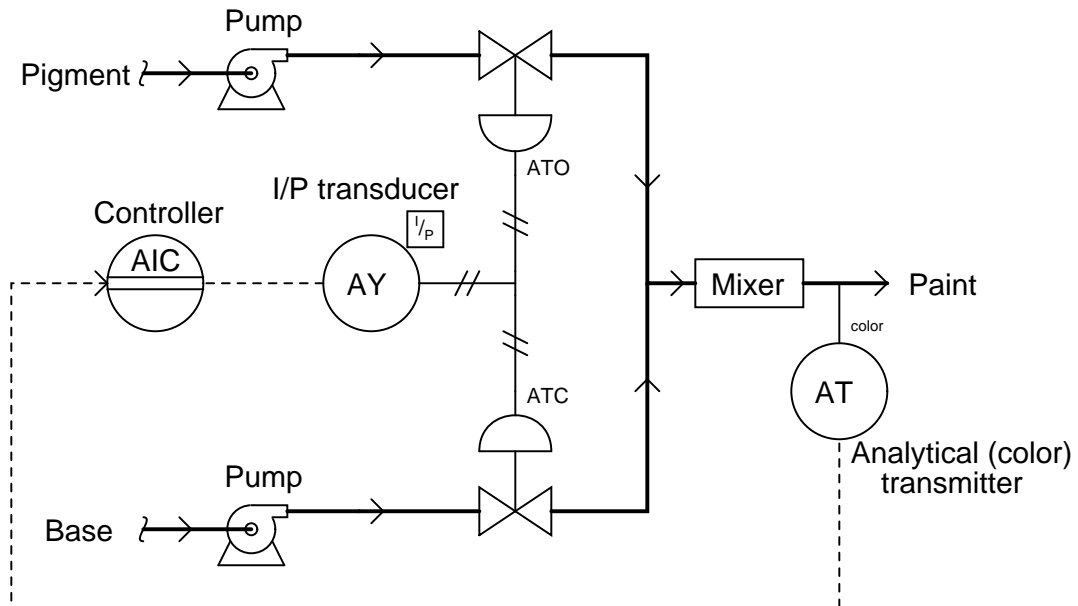 Pump
Pigment
ATO
I/P transducer
I/P
Controller
AIC
AY
Mixer
Paint
color
AT
ATC
Analytical (color)
transmitter
Pump
Base